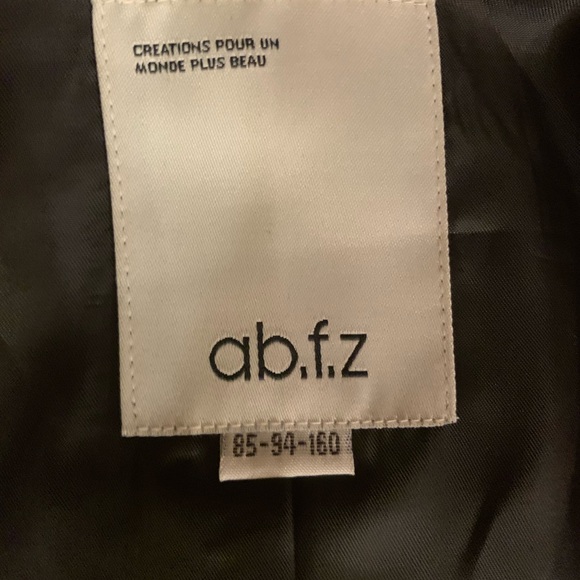 CREATIONS POUR UN
MONDE PLUS BEAU
ab.f.z
85-94-160